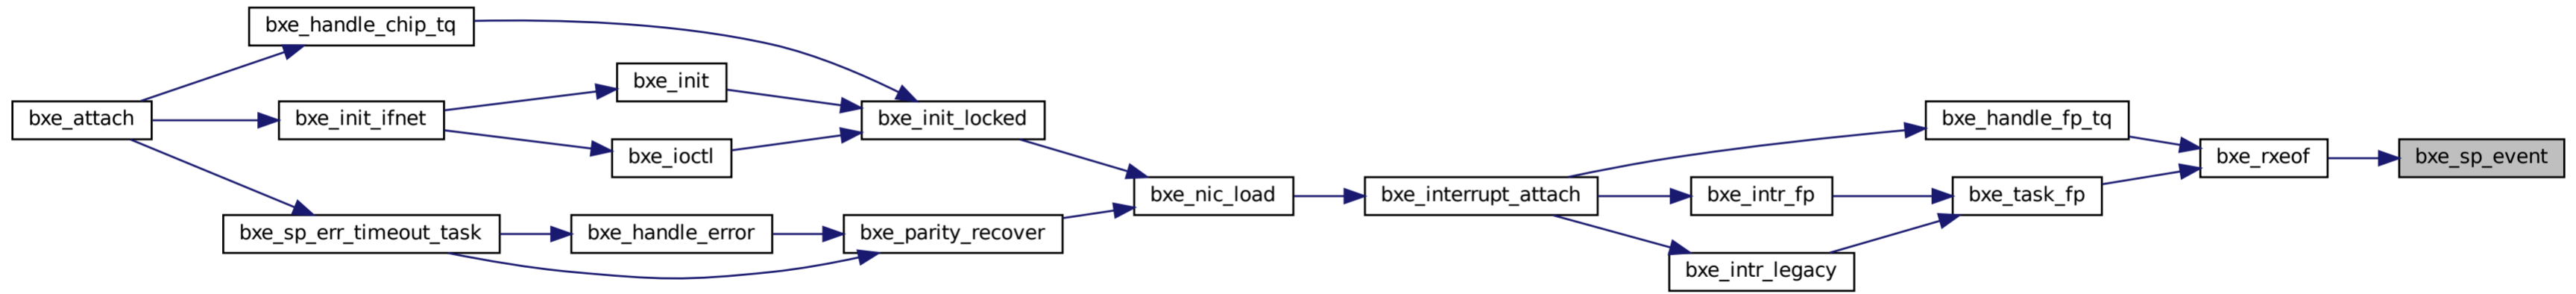 bxe_handle_chip_tq
bxe_init
bxe_attach
bxe_init_ifnet
bxe_init_locked
bxe_handle_fp_tq
bxe_ioctl
bxe_rxeof
bxe_sp_event
bxe_nic_load
bxe_interrupt_attach
bxe_intr_fp
bxe_task_fp
bxe_sp_err_timeout_task
bxe_handle_error
bxe_parity_recover
bxe_intr_legacy